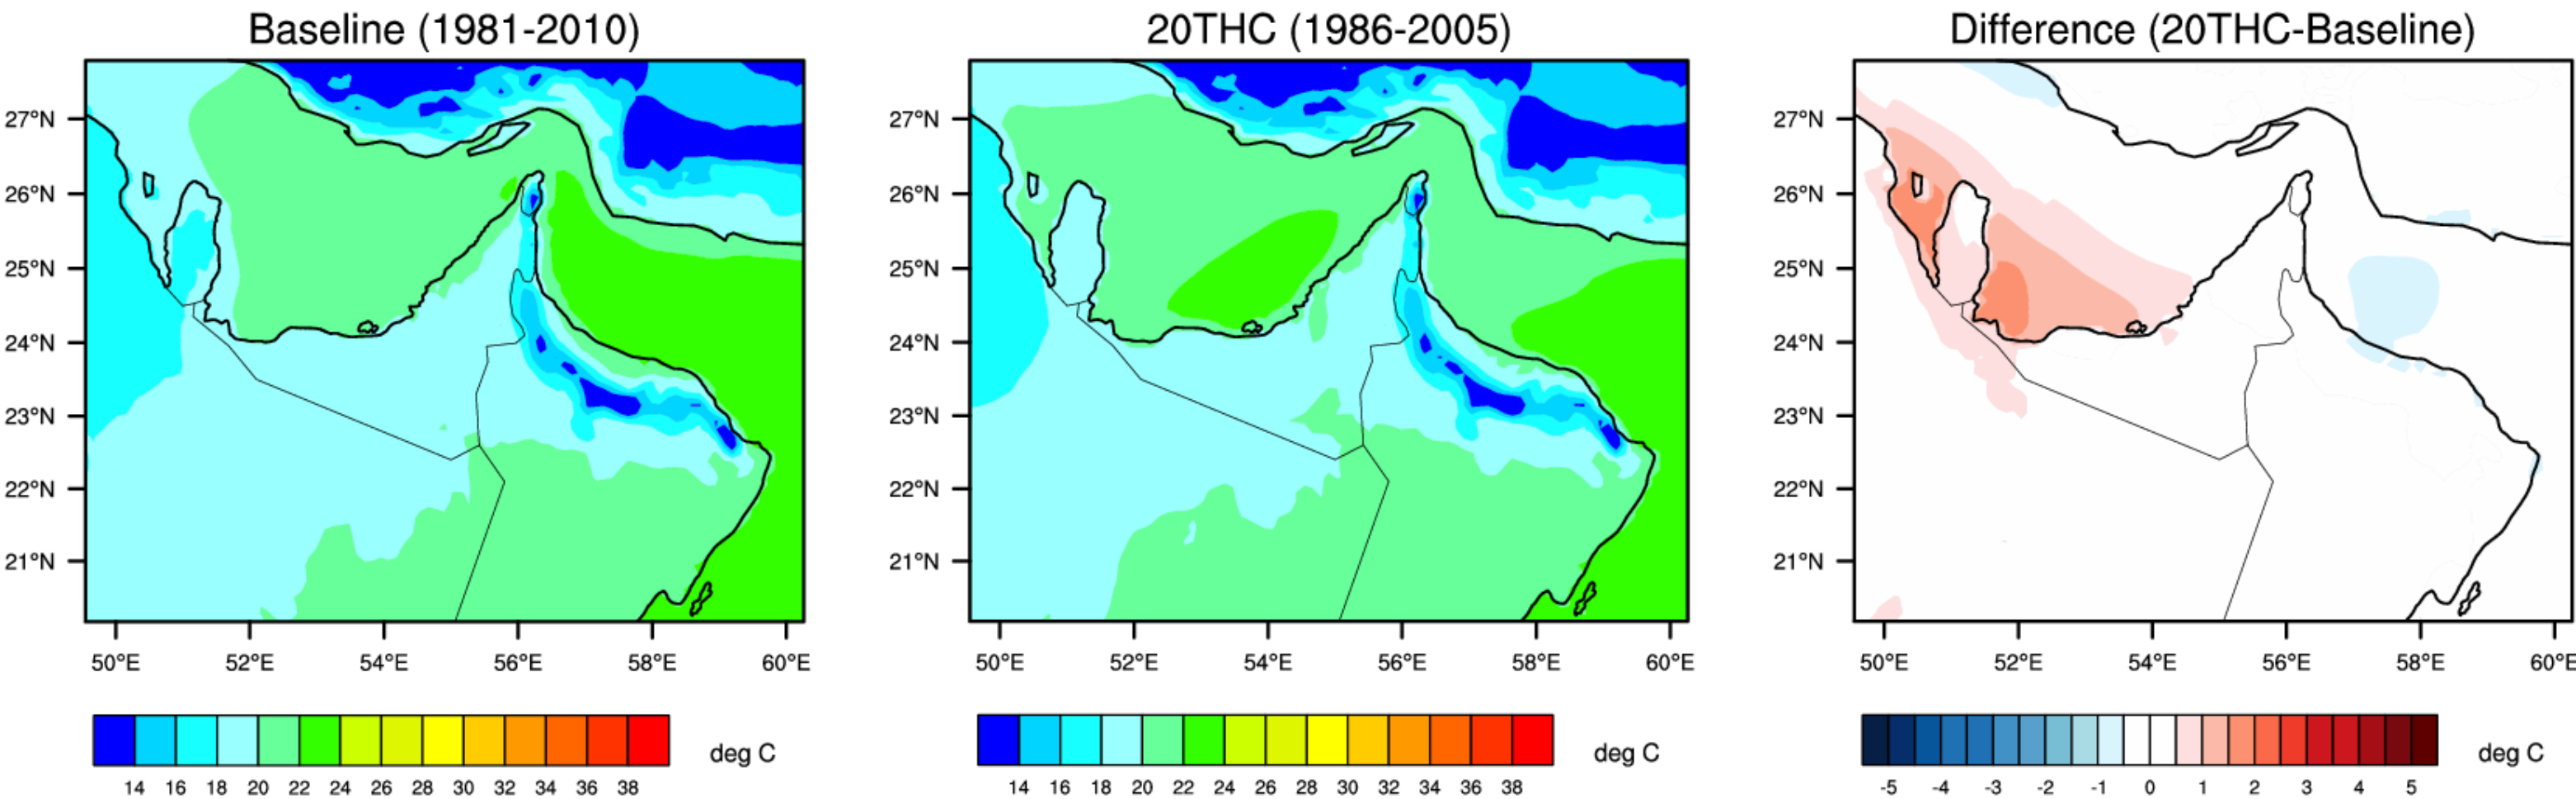 Baseline (1981-2010)
20THC (1986-2005)
Difference (20THC-Baseline)
27°N
26°N
25°N
24°N
23°N
22°N
21°N
50°E 52°E 54°E 56°E 58°E 60°E
27°N
26°N
25°N
24°N
23°N
22°N
21°N
50°E 52°E 54°E 56°E 58°E 60°E
27°N
26°N
25°N
24°N
23°N
22°N
21°N
50°E 52°E 54°E 56°E 58°E 60°E
deg C
14 16 18 20 22 24 26 28 30 32 34 36 38
deg C
14 16 18 20 22 24 26 28 30 32 34 36 38
deg C
-5 -4 -3 -2 -1 0 1 2 3 4 5